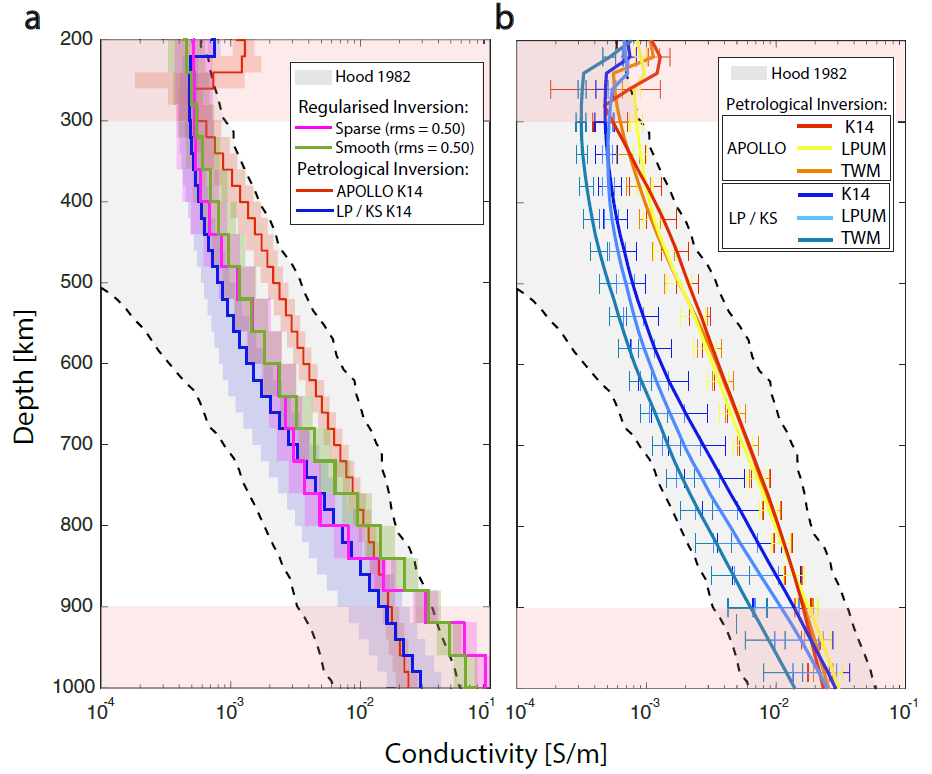 a
b
200
300
400
500
600
700
800
900
1000
Depth [km]
Hood 1982
Regularised Inversion:
Sparse (rms = 0.50)
Smooth (rms = 0.50)
Petrological Inversion:
APOLLO K14
LP / KS K14
10-4
10-3
10-2
10-1
Hood 1982
Petrological Inversion:
APOLLO
K14
LPUM
TWM
LP / KS
K14
LPUM
TWM
10-4
10-3
10-2
10-1
Conductivity [S/m]